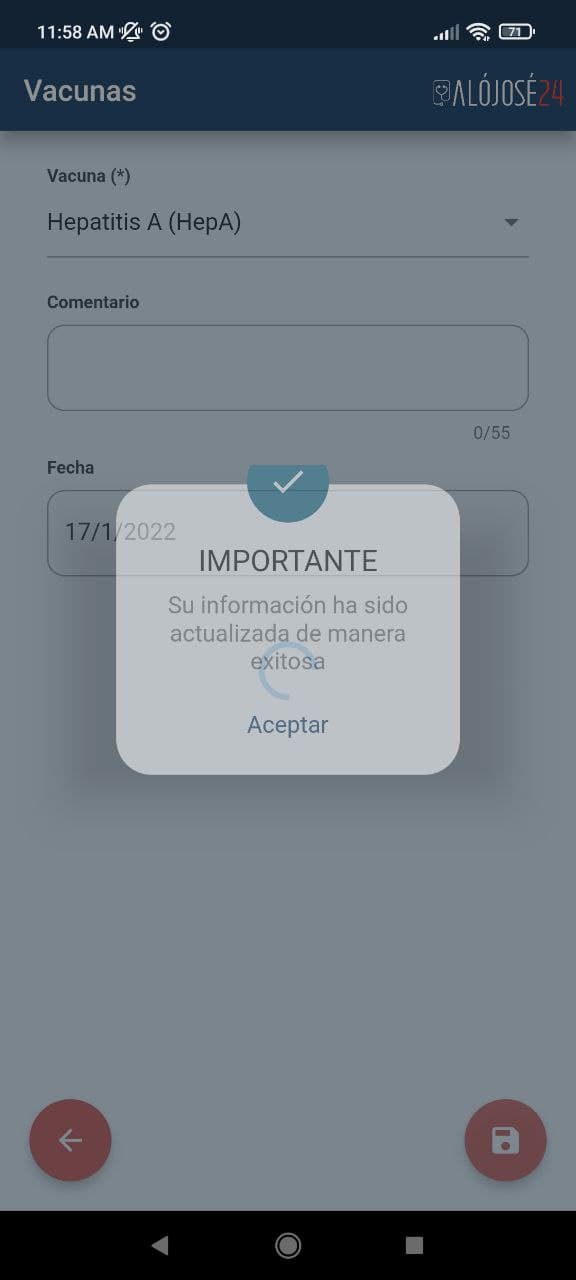 11:58 AM
71
Vacunas
ALÓJOSÉ24
Vacuna (*)
Hepatitis A (HepA)
Comentario
0/55
Fecha
17/1/2022
IMPORTANTE
Su información ha sido
actualizada de manera
exitosa
Aceptar